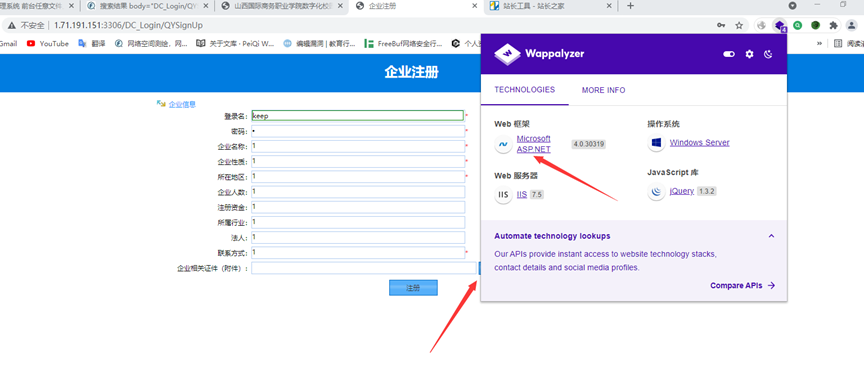 理系统 前台任意文件
搜索结果 body="DC_Login/QYSi
山西国际商务职业学院数字化校
企业注册
站长工具 - 站长之家
不安全 | 1.71.191.151:3106/DC_Login/QYSignUp
Gmail
YouTube
翻译
网络空间测绘,网...
关于文库 · PeiQi W...
编辑漏洞 | 教育行...
FreeBuf网络安全行...
个人
阅读清
企业注册
企业信息
登录名: keep *
密码: • *
企业名称: 1 *
企业性质: 1 *
所在地区: 1 *
企业人数: 1
注册资金: 1
所属行业: 1
法人: 1
联系方式: 1 *
企业相关证件(附件):
注册
Wappalyzer
TECHNOLOGIES
MORE INFO
Web 框架
Microsoft
ASP.NET
4.0.30319
操作系统
Windows Server
Web 服务器
IIS 7.5
JavaScript 库
jQuery 1.3.2
Automate technology lookups
Our APIs provide instant access to website technology stacks,
contact details and social media profiles.
Compare APIs